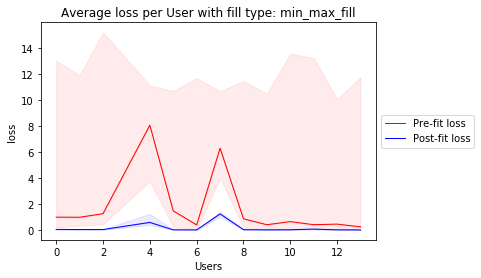 Average loss per User with fill type: min_max_fill
14
12
10
8
6
4
2
0
loss
0 2 4 6 8 10 12
Users
Pre-fit loss
Post-fit loss